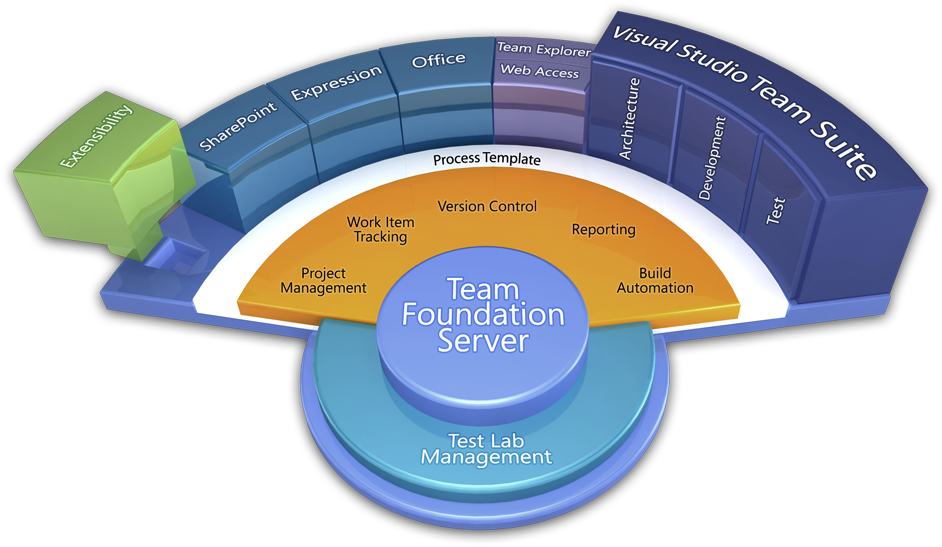 Extensibility
SharePoint
Expression
Office
Team Explorer
Web Access
Visual Studio Team Suite
Architecture
Development
Test
Process Template
Version Control
Work Item
Tracking
Reporting
Project
Management
Build
Automation
Team
Foundation
Server
Test Lab
Management